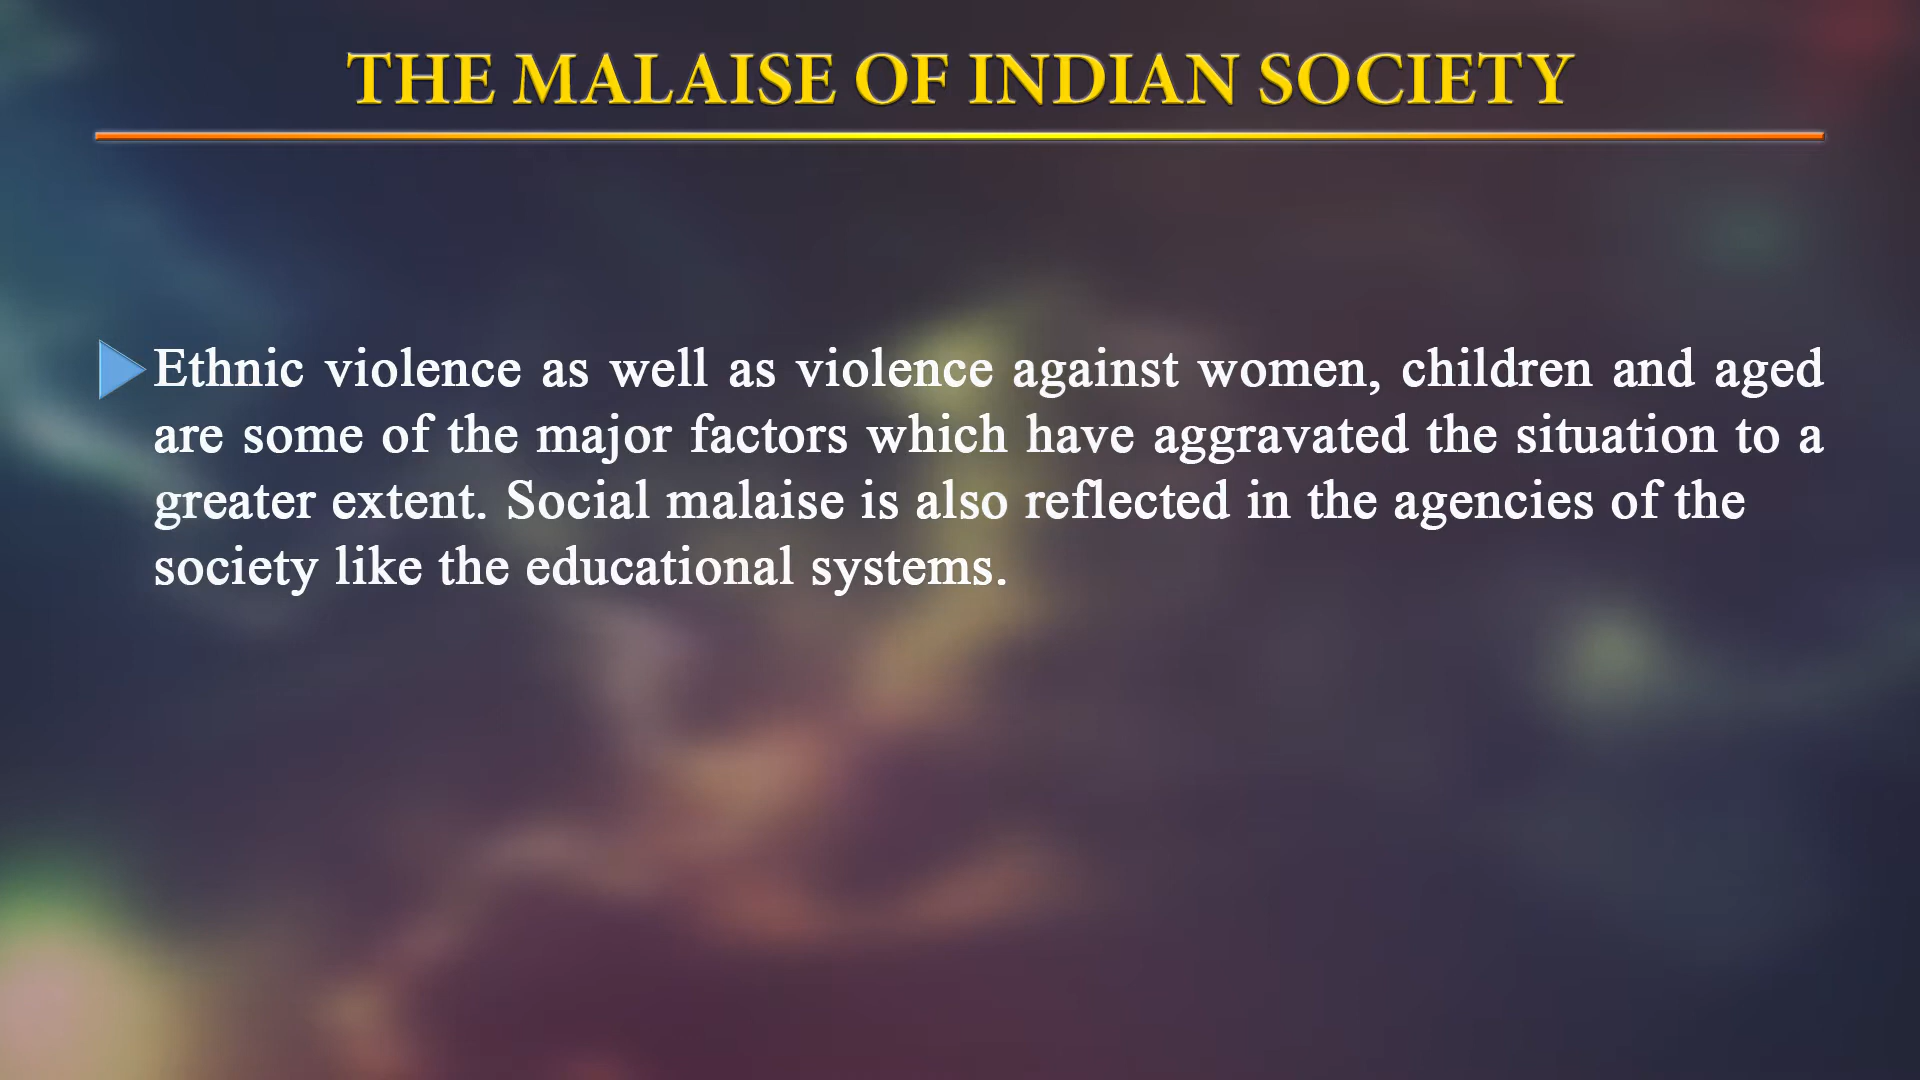 THE MALAISE OF INDIAN SOCIETY
Ethnic violence as well as violence against women, children and aged
are some of the major factors which have aggravated the situation to a
greater extent. Social malaise is also reflected in the agencies of the
society like the educational systems.